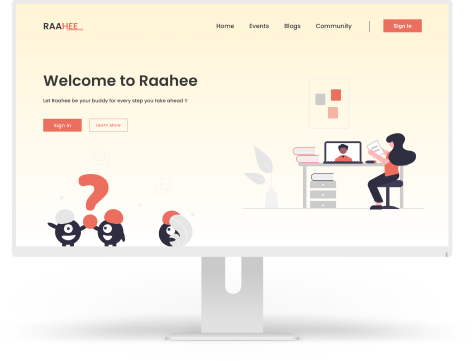 RAAHEE
Home Events Blogs Community Sign In
Welcome to Raahee
Let Raahee be your buddy for every step you take ahead !!
Sign in Learn More